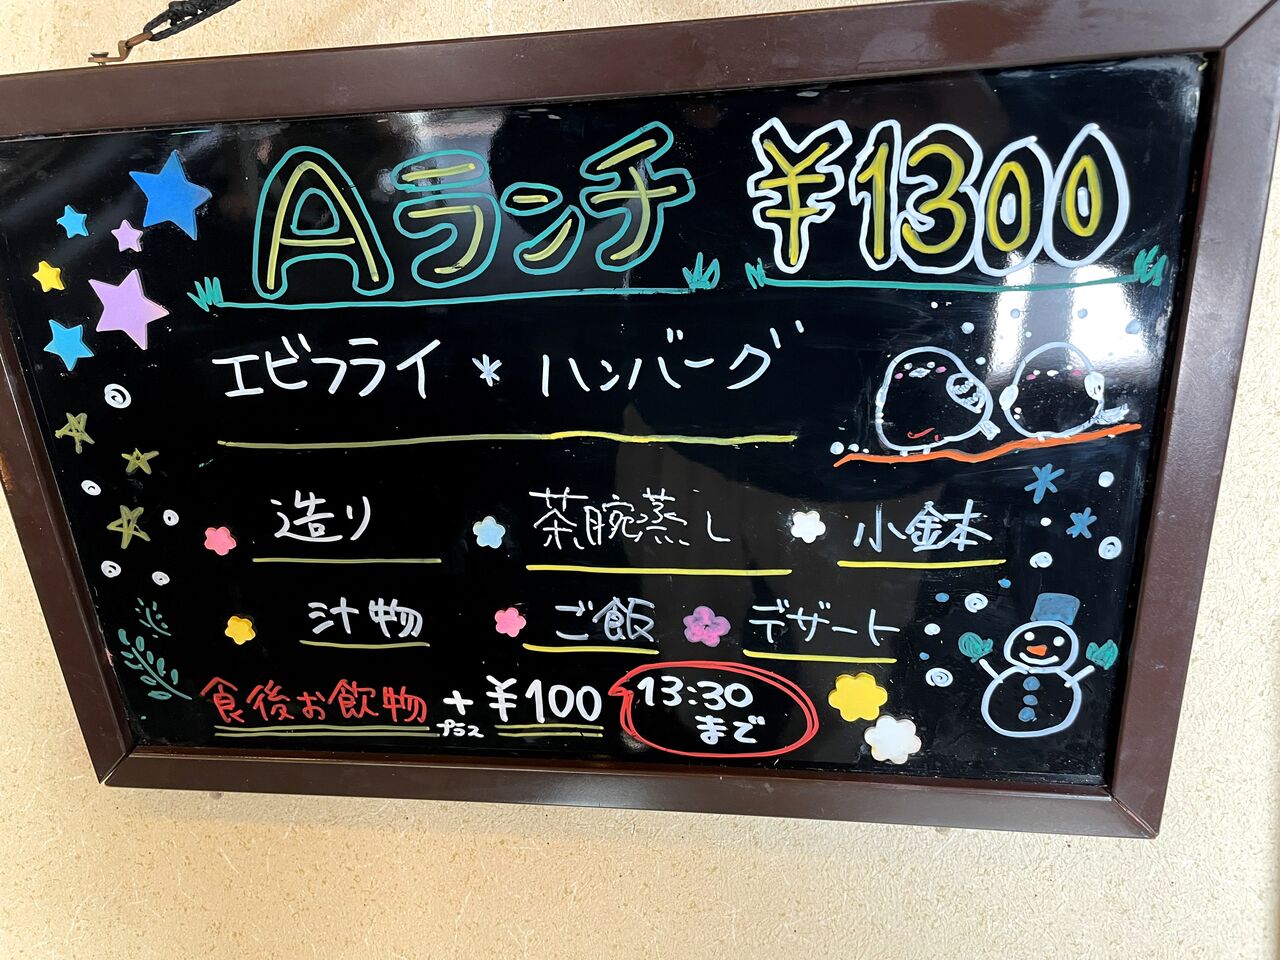 Aランチ ¥1300
エビフライ * ハンバーグ
造り 茶腕蒸し 小鉢
汁物 ご飯 デザート
食後お飲物 +プラス ¥100 13:30まで